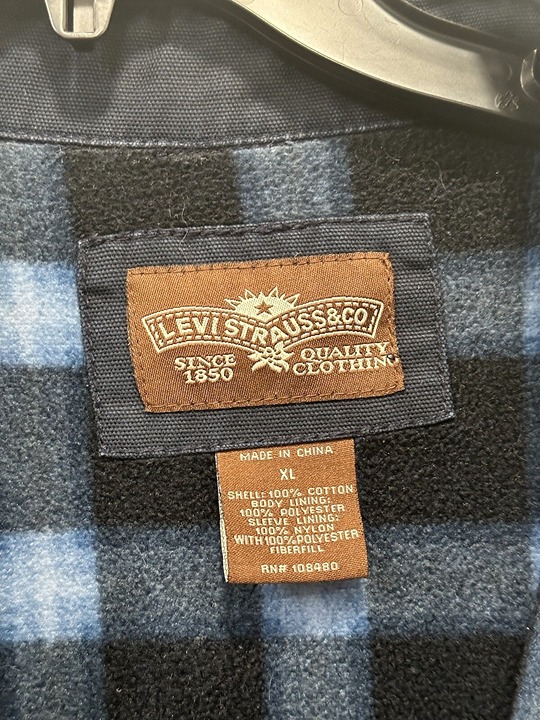 LEVI STRAUSS & CO.
SINCE
1850
QUALITY
CLOTHING
MADE IN CHINA
XL
SHELL: 100% COTTON
BODY LINING:
100% POLYESTER
SLEEVE LINING:
100% NYLON
WITH 100% POLYESTER
FIBERFILL
RN# 108480